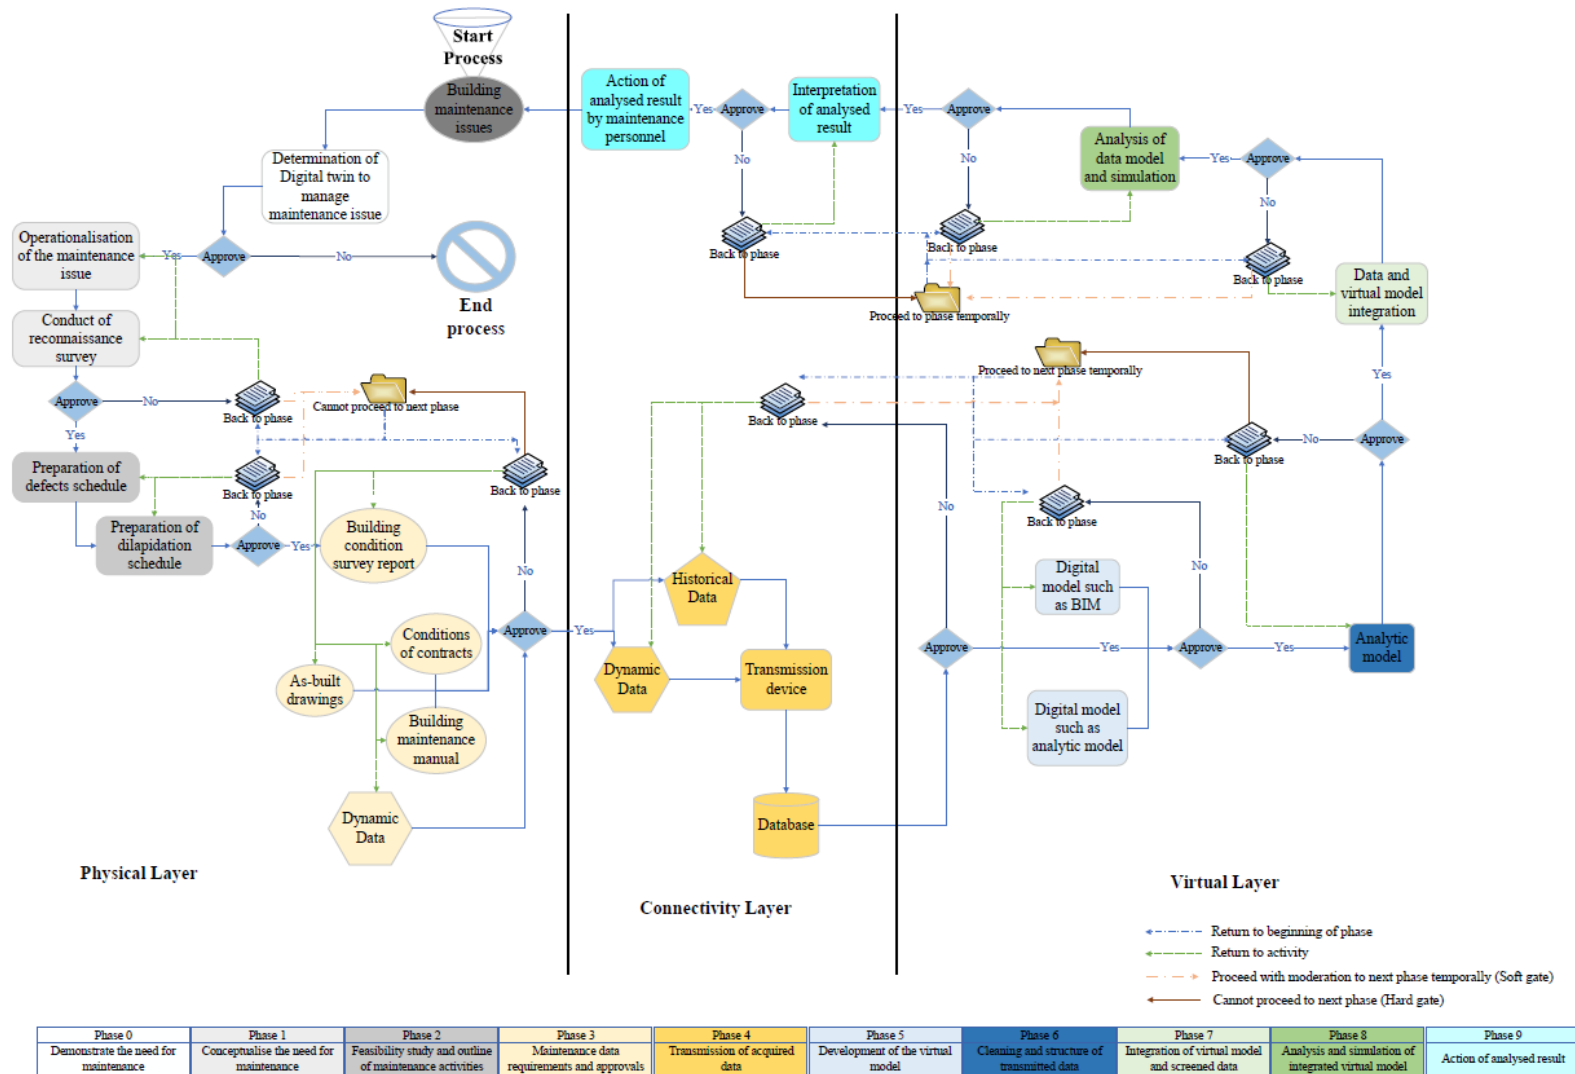 Start
Process
Building
maintenance
issues
Action of
analysed result
by maintenance
personnel
Yes
Approve
Interpretation
of analysed
result
Yes
Approve
Analysis of
data model
and simulation
Yes
Approve
No
No
No
Determination of
Digital twin to
manage
maintenance issue
Operationalisation
of the maintenance
issue
Yes
Approve
No
End
process
Back to phase
Back to phase
Back to phase
Data and
virtual model
integration
Proceed to phase temporally
Conduct of
reconnaissance
survey
Approve
No
Back to phase
Cannot proceed to next phase
Proceed to next phase temporally
Back to phase
Yes
Yes
Approve
No
Back to phase
Preparation of
defects schedule
Back to phase
Back to phase
Back to phase
No
Preparation of
dilapidation
schedule
Approve
Yes
Building
condition
survey report
No
No
No
Historical
Data
Digital
model such
as BIM
Conditions
of contracts
Approve
Yes
Approve
Yes
Approve
Yes
Analytic
model
As-built
drawings
Dynamic
Data
Transmission
device
Building
maintenance
manual
Digital model
such as
analytic model
Dynamic
Data
Database
Physical Layer
Connectivity Layer
Virtual Layer
Return to beginning of phase
Return to activity
Proceed with moderation to next phase temporally (Soft gate)
Cannot proceed to next phase (Hard gate)
Phase 0
Demonstrate the need for
maintenance
Phase 1
Conceptualise the need for
maintenance
Phase 2
Feasibility study and outline
of maintenance activities
Phase 3
Maintenance data
requirements and approvals
Phase 4
Transmission of acquired
data
Phase 5
Development of the virtual
model
Phase 6
Cleaning and structure of
transmitted data
Phase 7
Integration of virtual model
and screened data
Phase 8
Analysis and simulation of
integrated virtual model
Phase 9
Action of analysed result